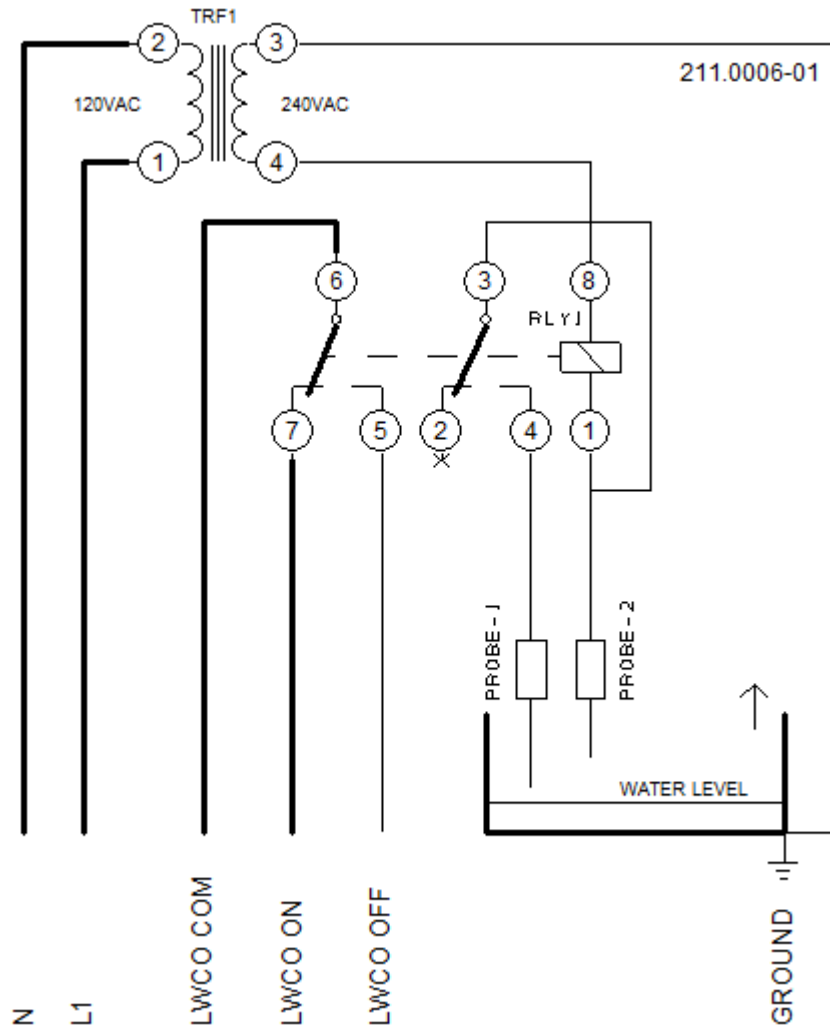 TRF1
2
3
211.0006-01
120VAC
240VAC
1
4
6
3
8
RLY1
7
5
2
4
1
PROBE-1
PROBE-2
WATER LEVEL
N
L1
LWCO COM
LWCO ON
LWCO OFF
GROUND